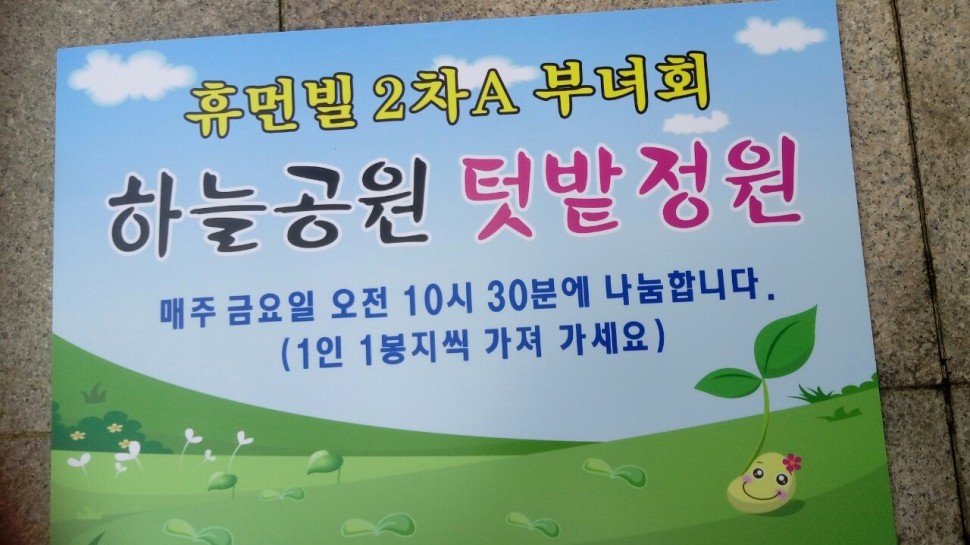 휴먼빌 2차A 부녀회
하늘공원 텃밭정원
매주 금요일 오전 10시 30분에 나눔합니다.
(1인 1봉지씩 가져 가세요)